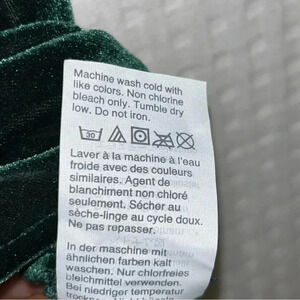 Machine wash cold with
like colors. Non chlorine
bleach only. Tumble dry
low. Do not iron.
30
Laver à la machine à l'eau
froide avec des couleurs
similaires. Agent de
blanchiment non chloré
seulement. Sécher au
sèche-linge au cycle doux.
Ne pas repasser.
In der maschine mit
ähnlichen farben kalt
waschen. Nur chlorfreies
bleichmittel verwenden.
Bei niedriger temperatur